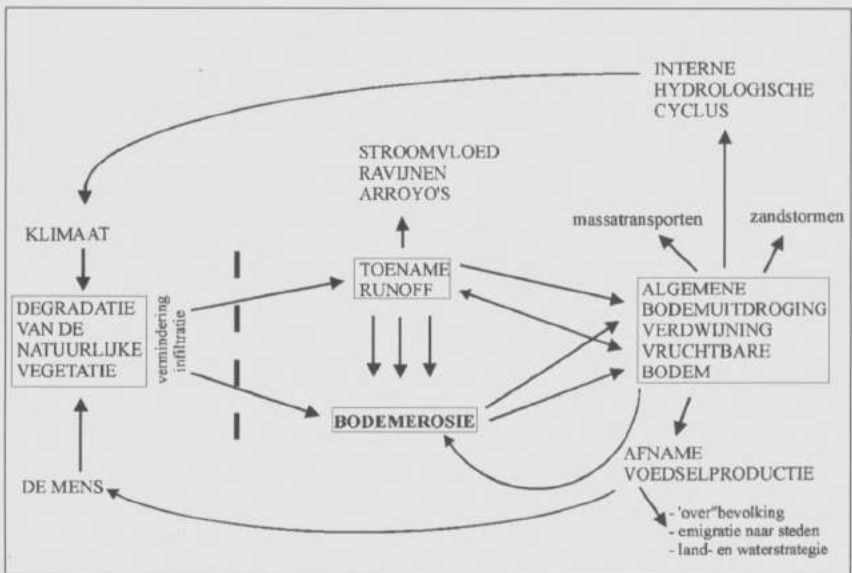 INTERNE
HYDROLOGISCHE
CYCLUS
STROOMVLOED
RAVIJNEN
ARROYO'S
massatransporten
zandstormen
KLIMAAT
TOENAME
RUNOFF
ALGEMENE
BODEMUITDROGING
VERDWIJNING
VRUCHTBARE
BODEM
DEGRADATIE
VAN DE
NATUURLIJKE
VEGETATIE
vermindering
infiltratie
BODEMEROSIE
AFNAME
VOEDSELPRODUCTIE
DE MENS
- 'over"bevolking
- emigratie naar steden
- land- en waterstrategie